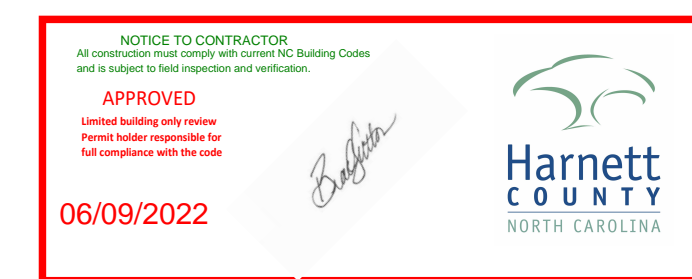 NOTICE TO CONTRACTOR
All construction must comply with current NC Building Codes
and is subject to field inspection and verification.
APPROVED
Limited building only review
Permit holder responsible for
full compliance with the code
06/09/2022
Harnett
COUNTY
NORTH CAROLINA